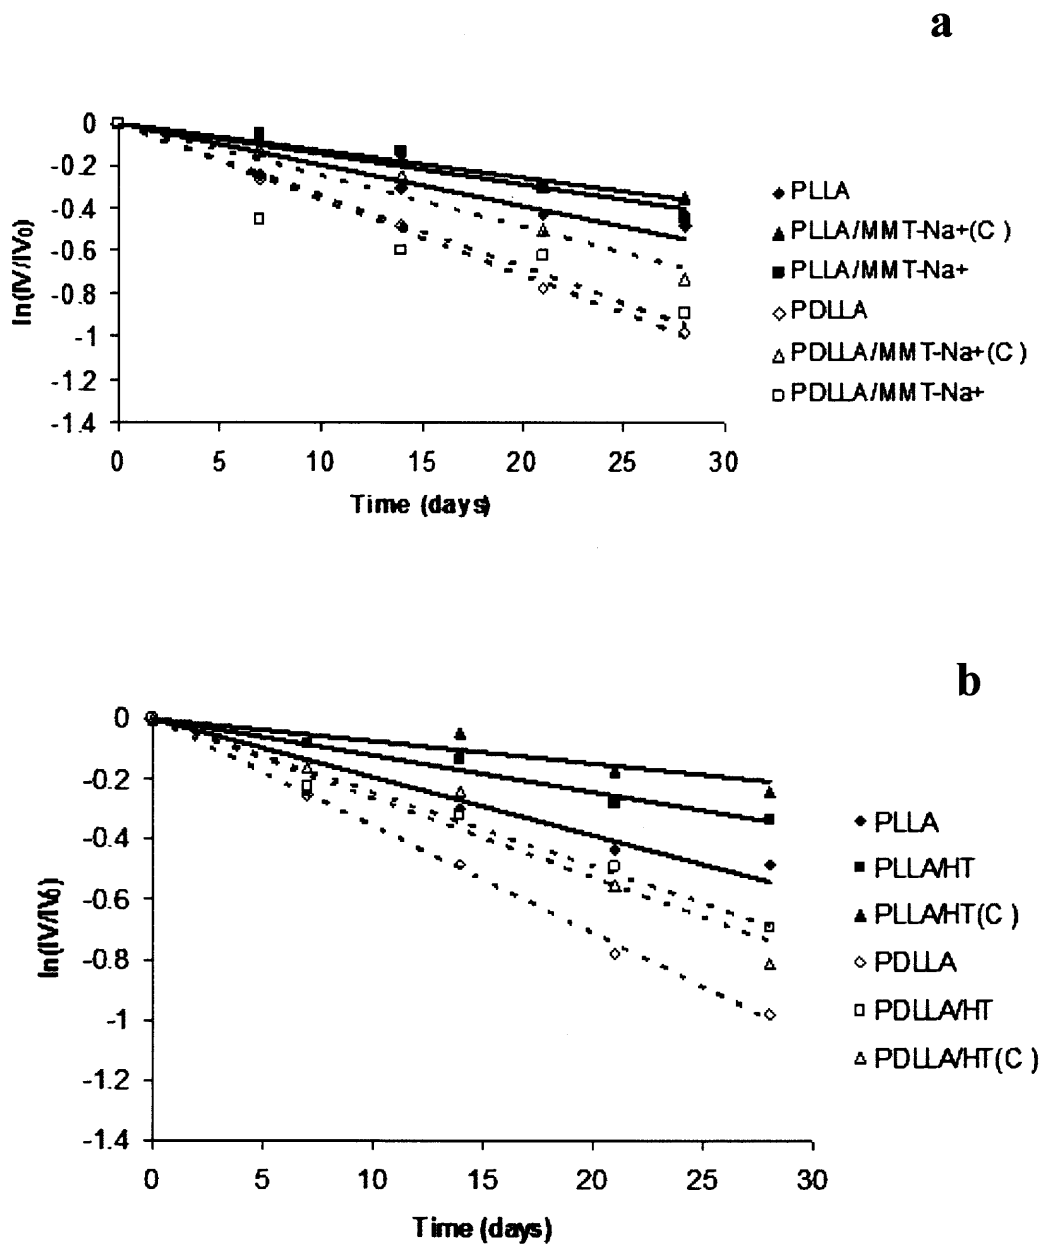 a
0
-0.2
-0.4
-0.6
-0.8
-1
-1.2
-1.4
ln(IV/IV0)
0 5 10 15 20 25 30
Time (days)
PLLA
PLLA/MMT-Na+(C)
PLLA/MMT-Na+
PDLLA
PDLLA/MMT-Na+(C)
PDLLA/MMT-Na+
b
0
-0.2
-0.4
-0.6
-0.8
-1
-1.2
-1.4
ln(IV/IV0)
0 5 10 15 20 25 30
Time (days)
PLLA
PLLA/HT
PLLA/HT(C)
PDLLA
PDLLA/HT
PDLLA/HT(C)